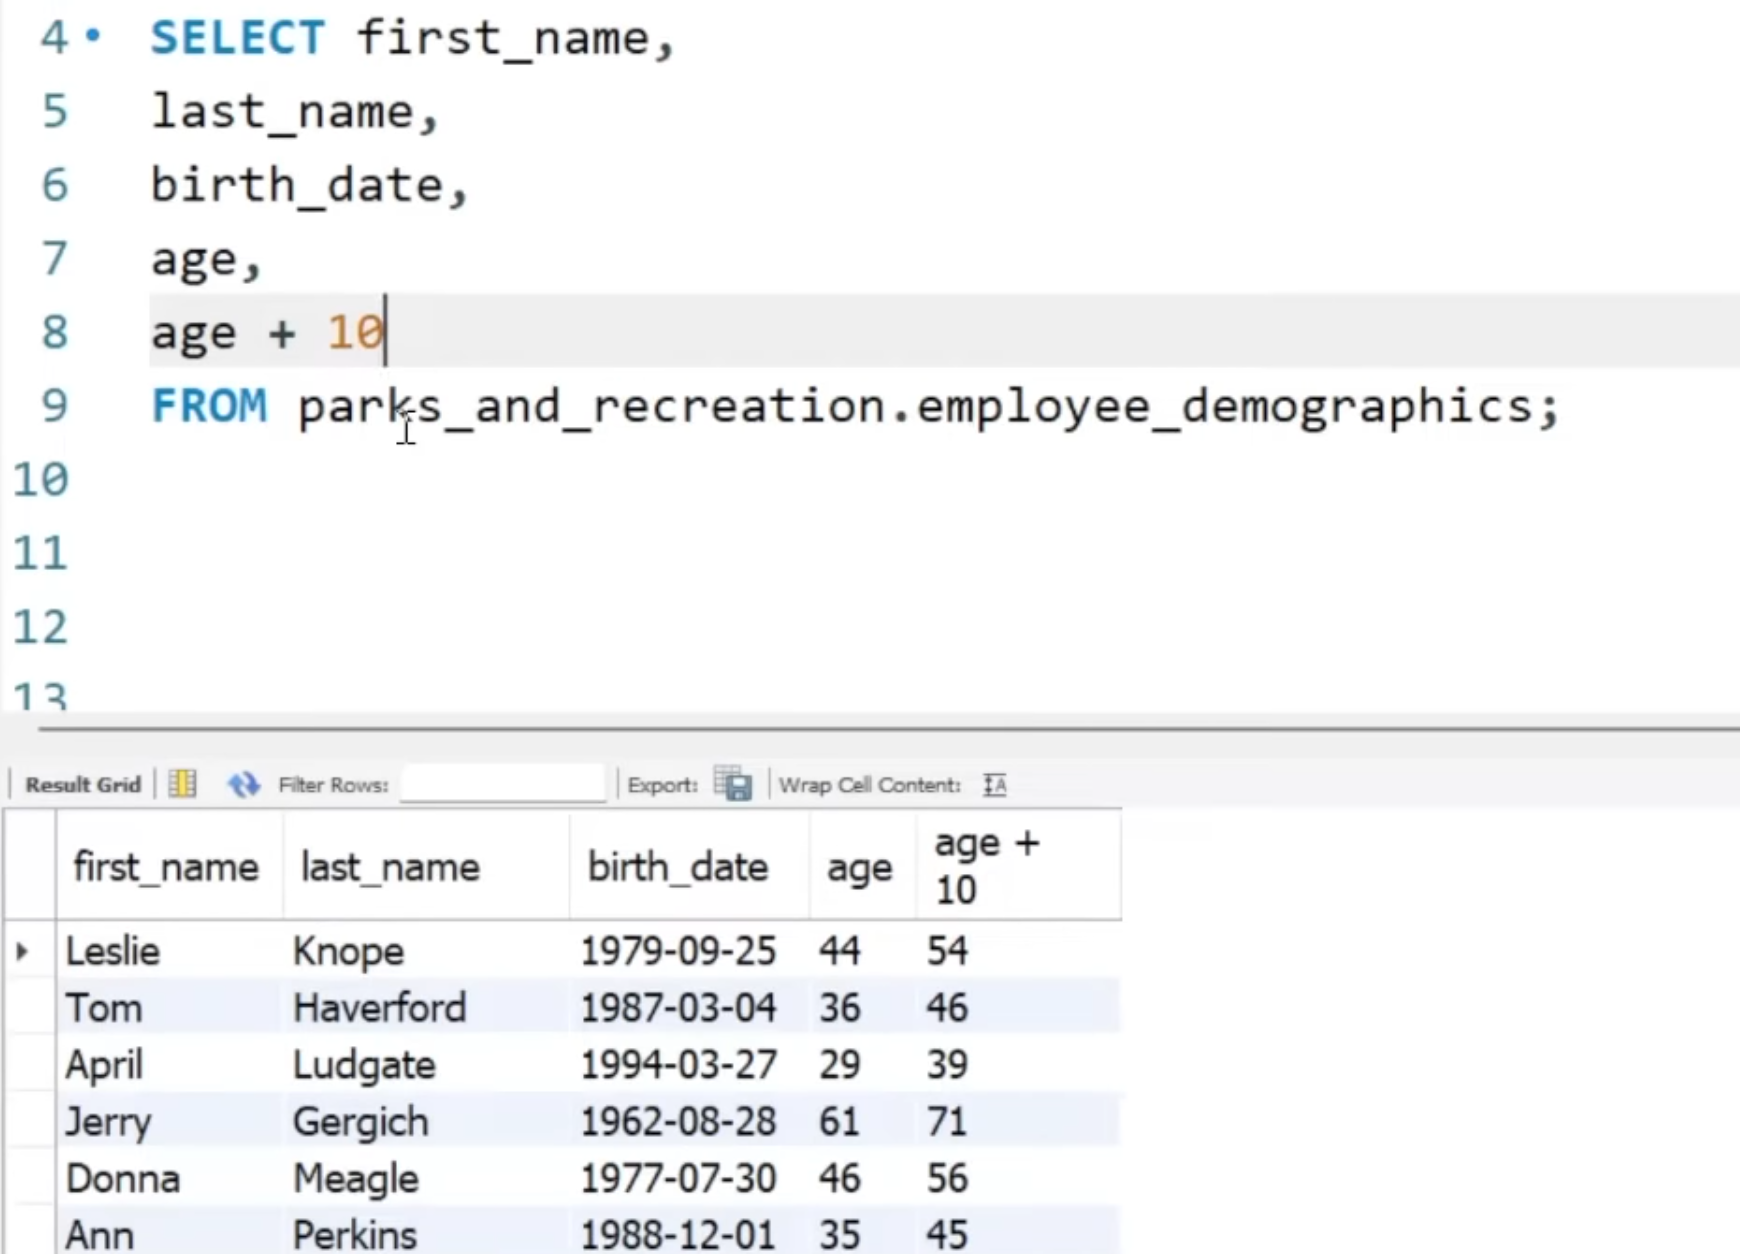 4 SELECT first_name,
5 last_name,
6 birth_date,
7 age,
8 age + 10
9 FROM parks_and_recreation.employee_demographics;
10
11
12
13
Result Grid Filter Rows: Export: Wrap Cell Content: IA
first_name last_name birth_date age age + 10
Leslie Knope 1979-09-25 44 54
Tom Haverford 1987-03-04 36 46
April Ludgate 1994-03-27 29 39
Jerry Gergich 1962-08-28 61 71
Donna Meagle 1977-07-30 46 56
Ann Perkins 1988-12-01 35 45